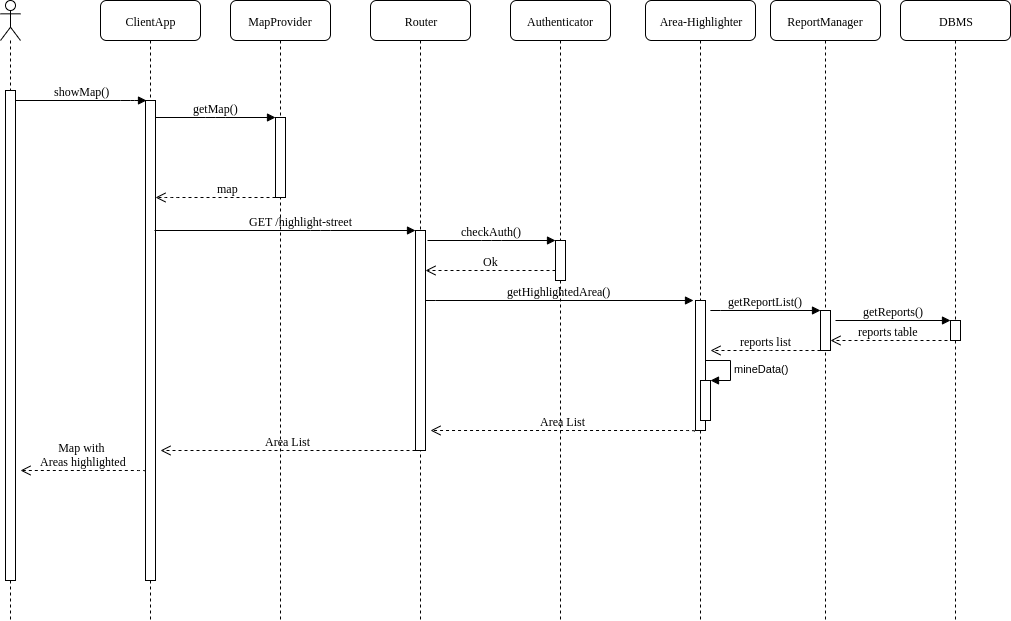 ClientApp
MapProvider
Router
Authenticator
Area-Highlighter
ReportManager
DBMS
showMap()
getMap()
map
GET /highlight-street
checkAuth()
Ok
getHighlightedArea()
getReportList()
getReports()
reports table
reports list
mineData()
Area List
Area List
Map with
Areas highlighted